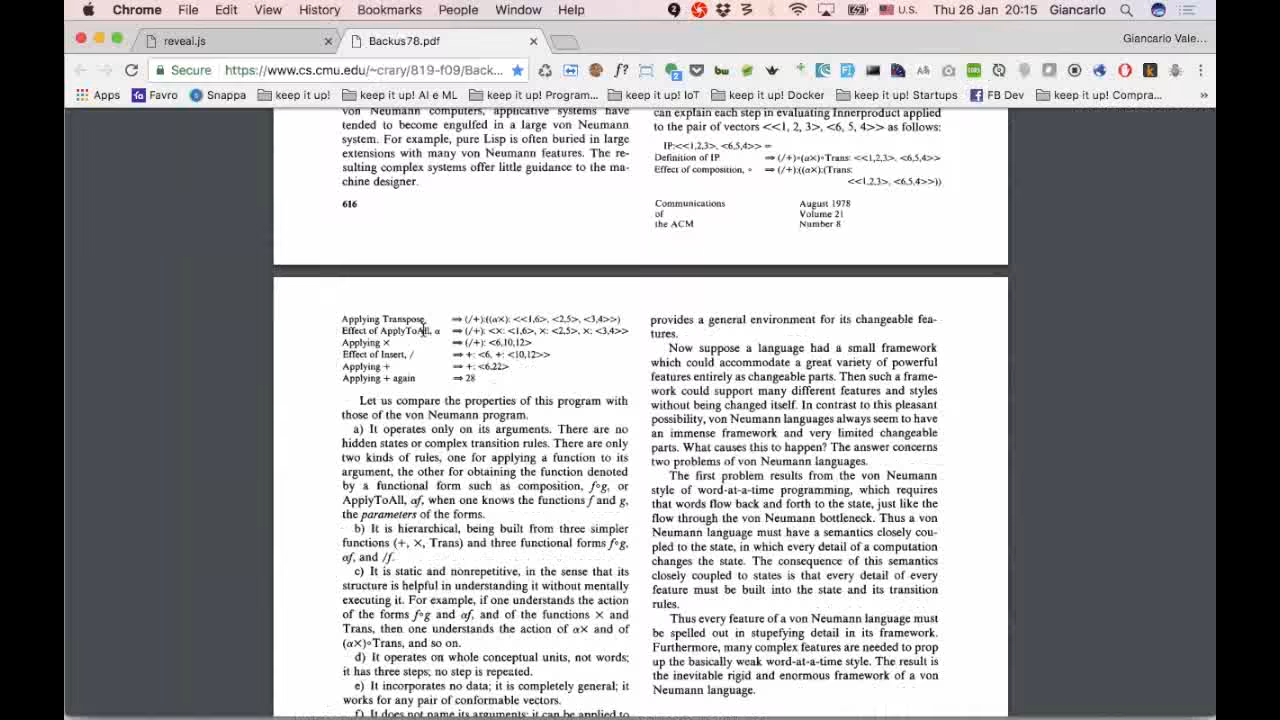 Chrome File Edit View History Bookmarks People Window Help U.S. Thu 26 Jan 20:15 Giancarlo
reveal.js
Backus78.pdf
Giancarlo Vale...
Secure https://www.cs.cmu.edu/~crary/819-f09/Back...
Apps Favro Snappa keep it up! keep it up! AI e ML keep it up! Program... keep it up! IoT keep it up! Docker keep it up! Startups FB Dev keep it up! Compra... »
von Neumann computers, applicative systems have
tended to become engulfed in a large von Neumann
system. For example, pure Lisp is often buried in large
extensions with many von Neumann features. The re-
sulting complex systems offer little guidance to the ma-
chine designer.
616
can explain each step in evaluating Innerproduct applied
to the pair of vectors <<1, 2, 3>, <6, 5, 4>> as follows:
IP:<<1,2,3>, <6,5,4>> =
Definition of IP ⇒ (/+)∘(αX)∘Trans: <<1,2,3>, <6,5,4>>
Effect of composition, ∘ ⇒ (/+):((αX):(Trans:
<<1,2,3>, <6,5,4>>))
Communications
of
the ACM
August 1978
Volume 21
Number 8
Applying Transpose ⇒ (/+):((αX): <<1,6>, <2,5>, <3,4>>)
Effect of ApplyToAll, α ⇒ (/+): <X: <1,6>, X: <2,5>, X: <3,4>>
Applying × ⇒ (/+): <6,10,12>
Effect of Insert, / ⇒ +: <6, +: <10,12>>
Applying + ⇒ +: <6,22>
Applying + again ⇒ 28
Let us compare the properties of this program with
those of the von Neumann program.
a) It operates only on its arguments. There are no
hidden states or complex transition rules. There are only
two kinds of rules, one for applying a function to its
argument, the other for obtaining the function denoted
by a functional form such as composition, f∘g, or
ApplyToAll, αf, when one knows the functions f and g,
the parameters of the forms.
b) It is hierarchical, being built from three simpler
functions (+, ×, Trans) and three functional forms f∘g,
αf, and /f.
c) It is static and nonrepetitive, in the sense that its
structure is helpful in understanding it without mentally
executing it. For example, if one understands the action
of the forms f∘g and αf, and of the functions × and
Trans, then one understands the action of αX and of
(αX)∘Trans, and so on.
d) It operates on whole conceptual units, not words;
it has three steps; no step is repeated.
e) It incorporates no data; it is completely general; it
works for any pair of conformable vectors.
f) It does not name its arguments; it can be applied to
provides a general environment for its changeable fea-
tures.
Now suppose a language had a small framework
which could accommodate a great variety of powerful
features entirely as changeable parts. Then such a frame-
work could support many different features and styles
without being changed itself. In contrast to this pleasant
possibility, von Neumann languages always seem to have
an immense framework and very limited changeable
parts. What causes this to happen? The answer concerns
two problems of von Neumann languages.
The first problem results from the von Neumann
style of word-at-a-time programming, which requires
that words flow back and forth to the state, just like the
flow through the von Neumann bottleneck. Thus a von
Neumann language must have a semantics closely cou-
pled to the state, in which every detail of a computation
changes the state. The consequence of this semantics
closely coupled to states is that every detail of every
feature must be built into the state and its transition
rules.
Thus every feature of a von Neumann language must
be spelled out in stupefying detail in its framework.
Furthermore, many complex features are needed to prop
up the basically weak word-at-a-time style. The result is
the inevitable rigid and enormous framework of a von
Neumann language.